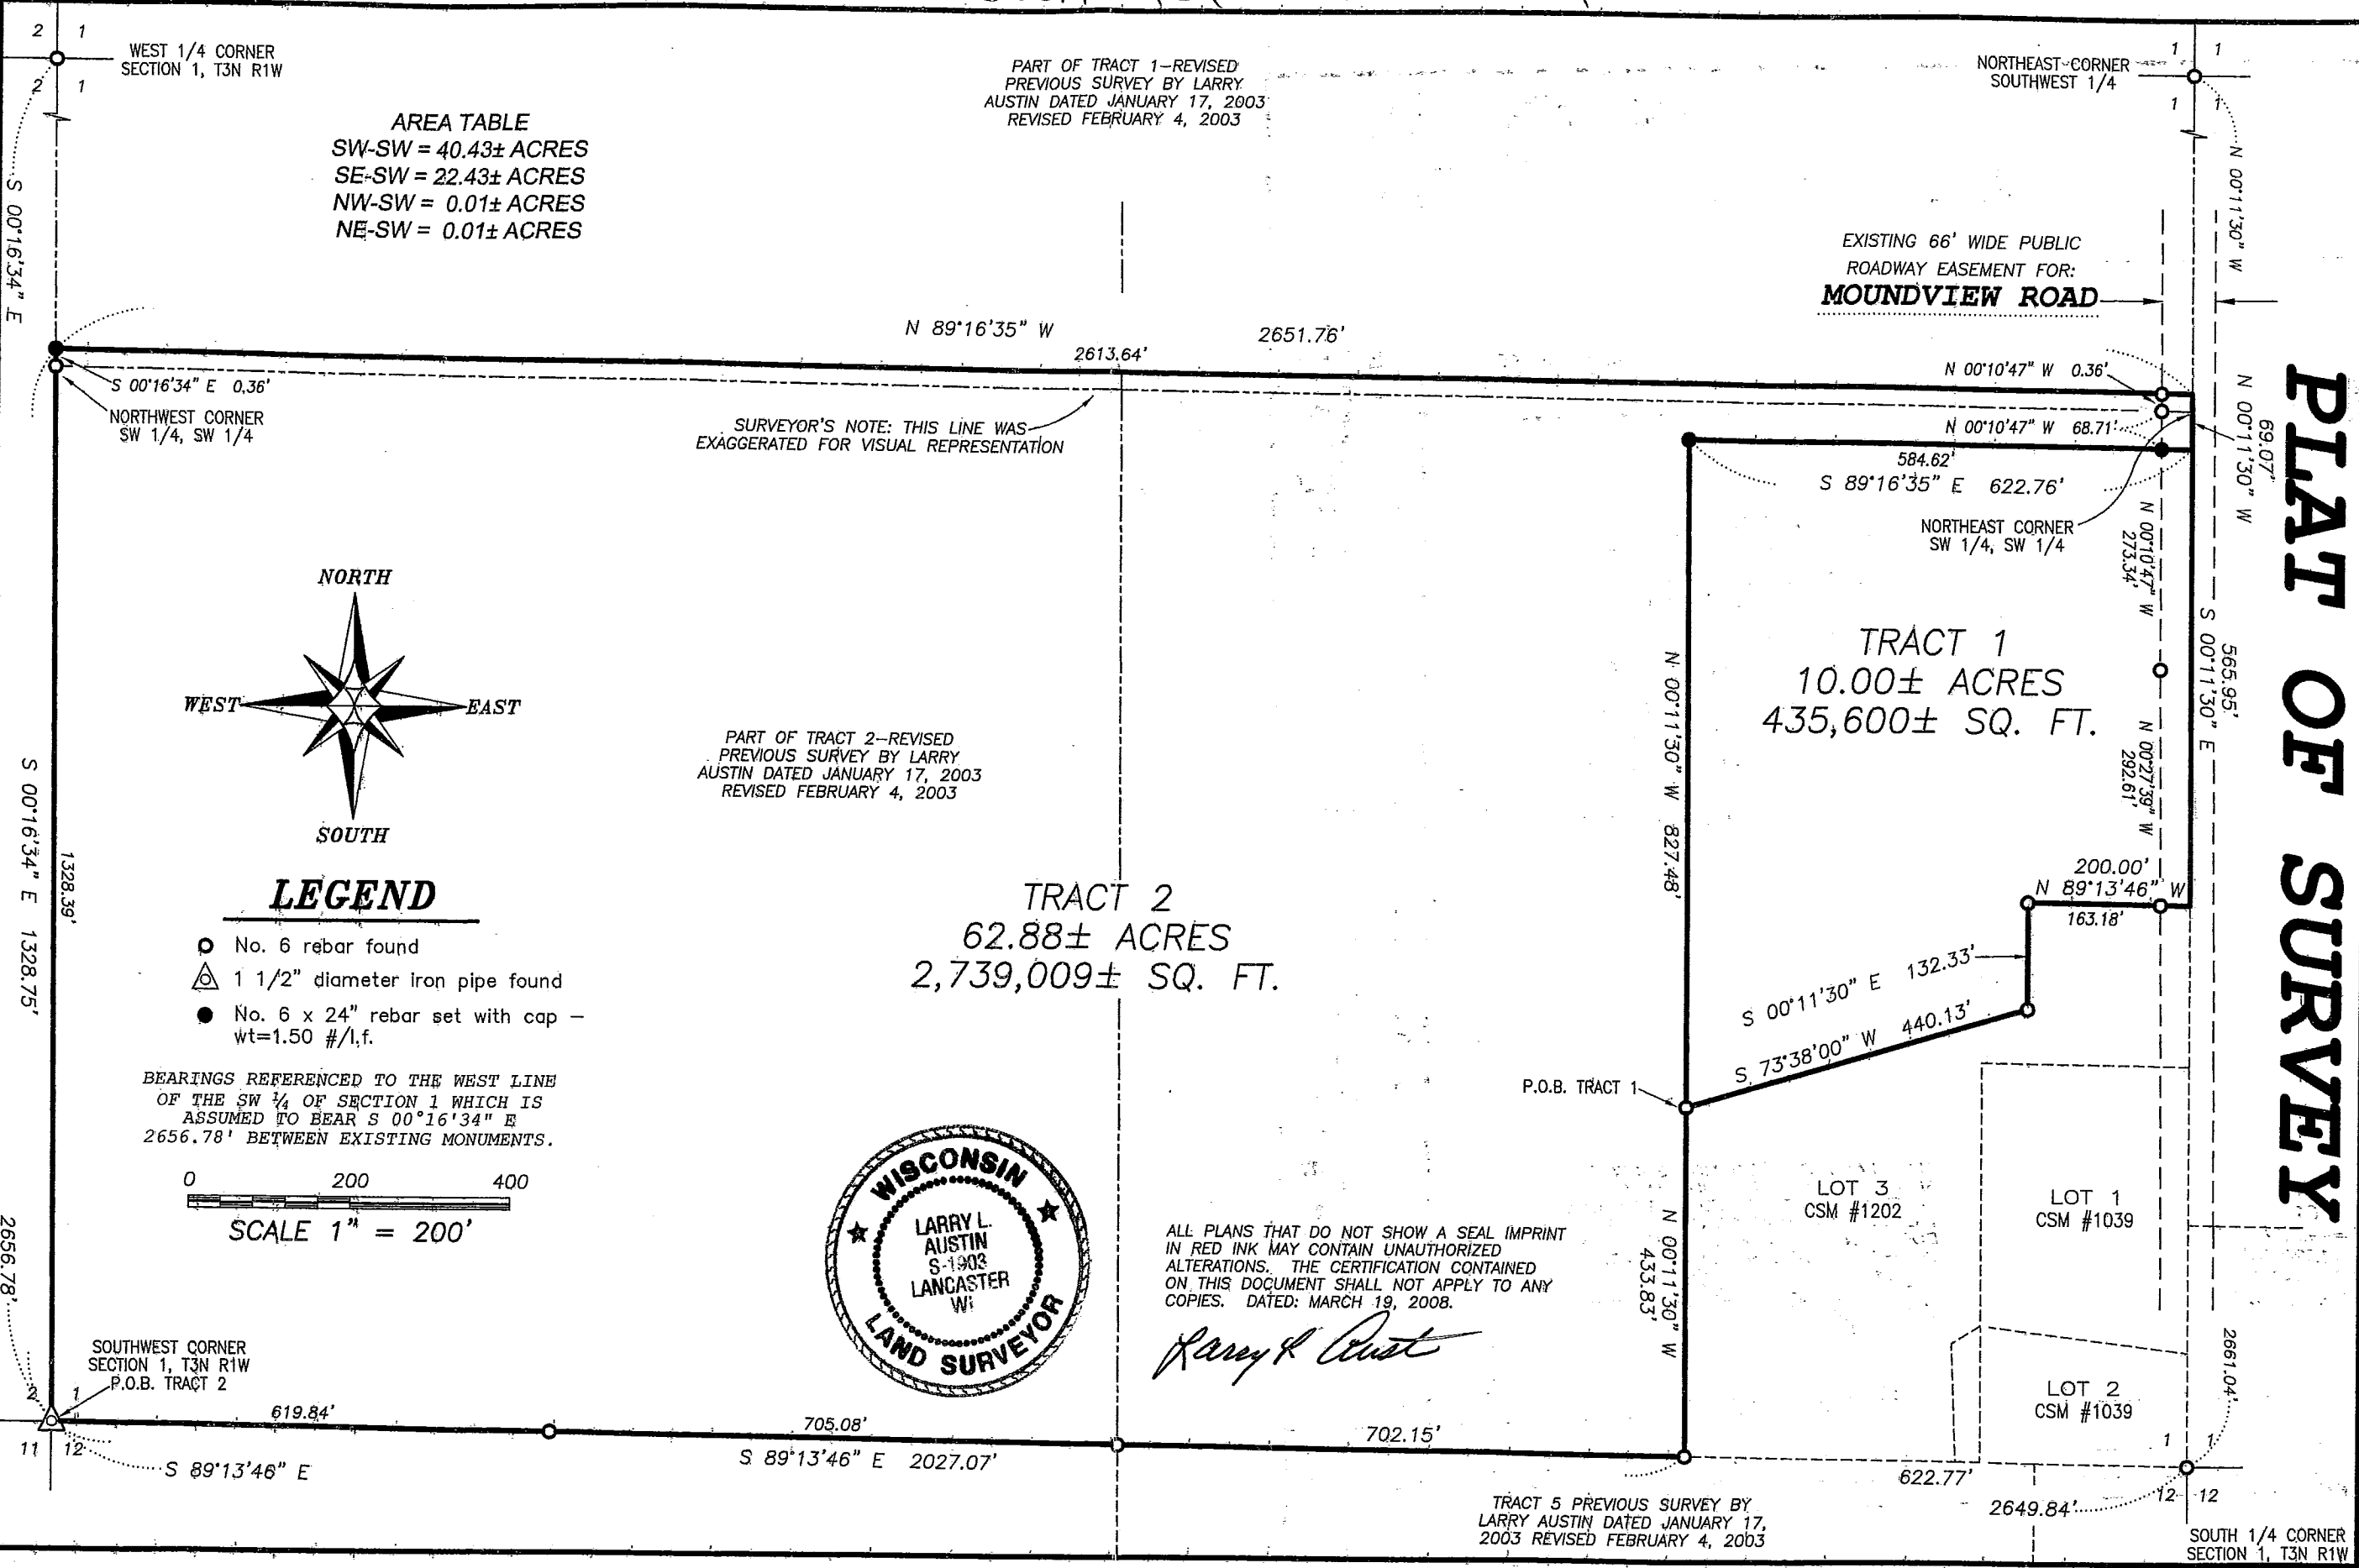 2 1
2 1
WEST 1/4 CORNER
SECTION 1, T3N R1W
AREA TABLE
SW-SW = 40.43± ACRES
SE-SW = 22.43± ACRES
NW-SW = 0.01± ACRES
NE-SW = 0.01± ACRES
PART OF TRACT 1-REVISED
PREVIOUS SURVEY BY LARRY
AUSTIN DATED JANUARY 17, 2003
REVISED FEBRUARY 4, 2003
NORTHEAST CORNER
SOUTHWEST 1/4
1 1
1 1
S 00°16'34" E
N 00°11'30" W
EXISTING 66' WIDE PUBLIC
ROADWAY EASEMENT FOR:
MOUNDVIEW ROAD
N 89°16'35" W 2651.76'
2613.64'
S 00°16'34" E 0.36'
NORTHWEST CORNER
SW 1/4, SW 1/4
SURVEYOR'S NOTE: THIS LINE WAS
EXAGGERATED FOR VISUAL REPRESENTATION
N 00°10'47" W 0.36'
N 00°10'47" W 68.71'
584.62'
S 89°16'35" E 622.76'
NORTHEAST CORNER
SW 1/4, SW 1/4
69.07'
N 00°11'30" W
PLAT OF SURVEY
N 00°10'47" W
273.34'
565.95'
S 00°11'30" E
N 00°27'39" W
292.61'
NORTH
WEST
EAST
SOUTH
TRACT 1
10.00± ACRES
435,600± SQ. FT.
N 00°11'30" W 827.48'
PART OF TRACT 2-REVISED
PREVIOUS SURVEY BY LARRY
AUSTIN DATED JANUARY 17, 2003
REVISED FEBRUARY 4, 2003
S 00°16'34" E 1328.75'
1328.39'
LEGEND
No. 6 rebar found
1 1/2" diameter iron pipe found
No. 6 x 24" rebar set with cap -
wt=1.50 #/l.f.
TRACT 2
62.88± ACRES
2,739,009± SQ. FT.
200.00'
N 89°13'46" W
163.18'
S 00°11'30" E 132.33'
S 73°38'00" W 440.13'
P.O.B. TRACT 1
BEARINGS REFERENCED TO THE WEST LINE
OF THE SW ¼ OF SECTION 1 WHICH IS
ASSUMED TO BEAR S 00°16'34" E
2656.78' BETWEEN EXISTING MONUMENTS.
0 200 400
SCALE 1" = 200'
WISCONSIN
LARRY L.
AUSTIN
S-1903
LANCASTER
WI
LAND SURVEYOR
ALL PLANS THAT DO NOT SHOW A SEAL IMPRINT
IN RED INK MAY CONTAIN UNAUTHORIZED
ALTERATIONS. THE CERTIFICATION CONTAINED
ON THIS DOCUMENT SHALL NOT APPLY TO ANY
COPIES. DATED: MARCH 19, 2008.
N 00°11'30" W
433.83'
LOT 3
CSM #1202
LOT 1
CSM #1039
LOT 2
CSM #1039
2656.78'
2661.04'
SOUTHWEST CORNER
SECTION 1, T3N R1W
P.O.B. TRACT 2
2 1
11 12
S 89°13'46" E
619.84'
705.08'
702.15'
S 89°13'46" E 2027.07'
622.77'
2649.84'
1 1
12 12
TRACT 5 PREVIOUS SURVEY BY
LARRY AUSTIN DATED JANUARY 17,
2003 REVISED FEBRUARY 4, 2003
SOUTH 1/4 CORNER
SECTION 1, T3N R1W